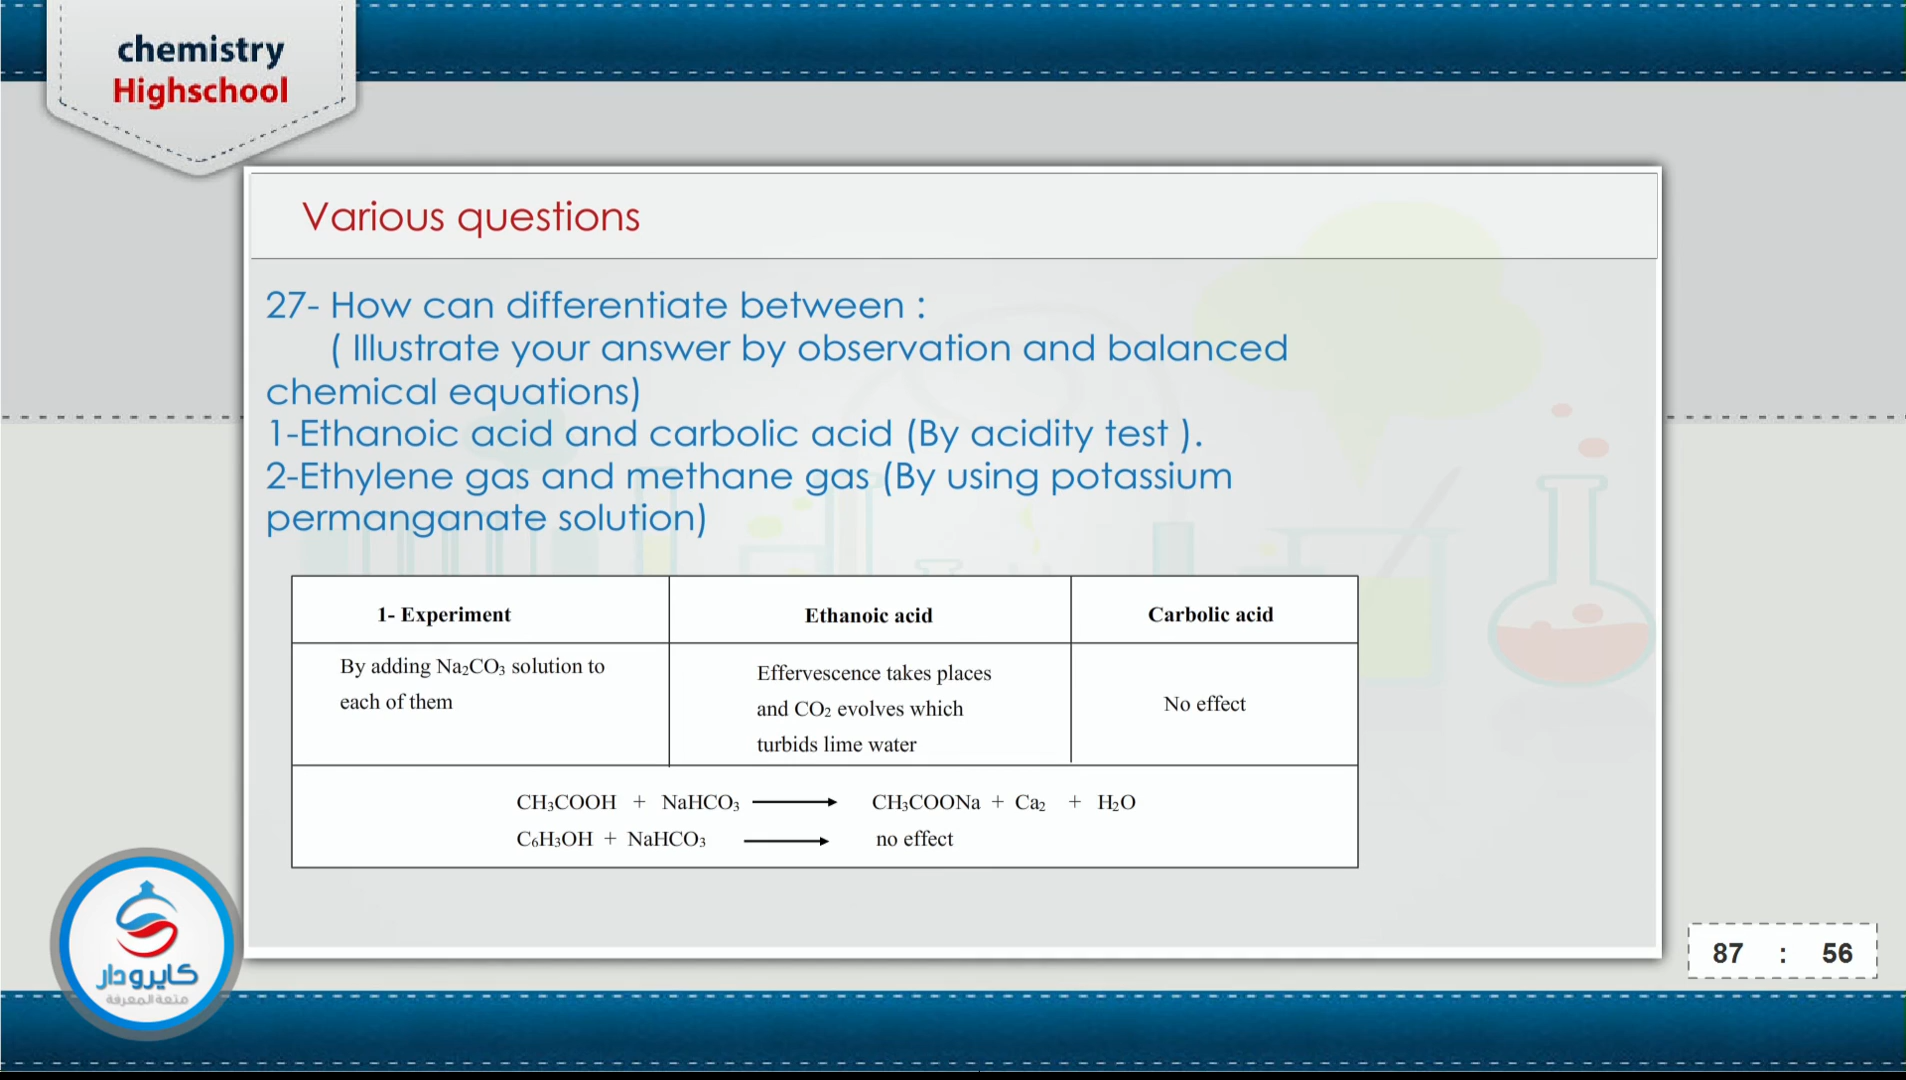 chemistry
Highschool
Various questions
27- How can differentiate between :
( Illustrate your answer by observation and balanced
chemical equations)
1-Ethanoic acid and carbolic acid (By acidity test ).
2-Ethylene gas and methane gas (By using potassium
permanganate solution)
1- Experiment
Ethanoic acid
Carbolic acid
By adding Na₂CO₃ solution to
each of them
Effervescence takes places
and CO₂ evolves which
turbids lime water
No effect
CH₃COOH + NaHCO₃ ⟶ CH₃COONa + Ca₂ + H₂O
C₆H₃OH + NaHCO₃ ⟶ no effect
كايرودار
متعة المعرفة
87 : 56